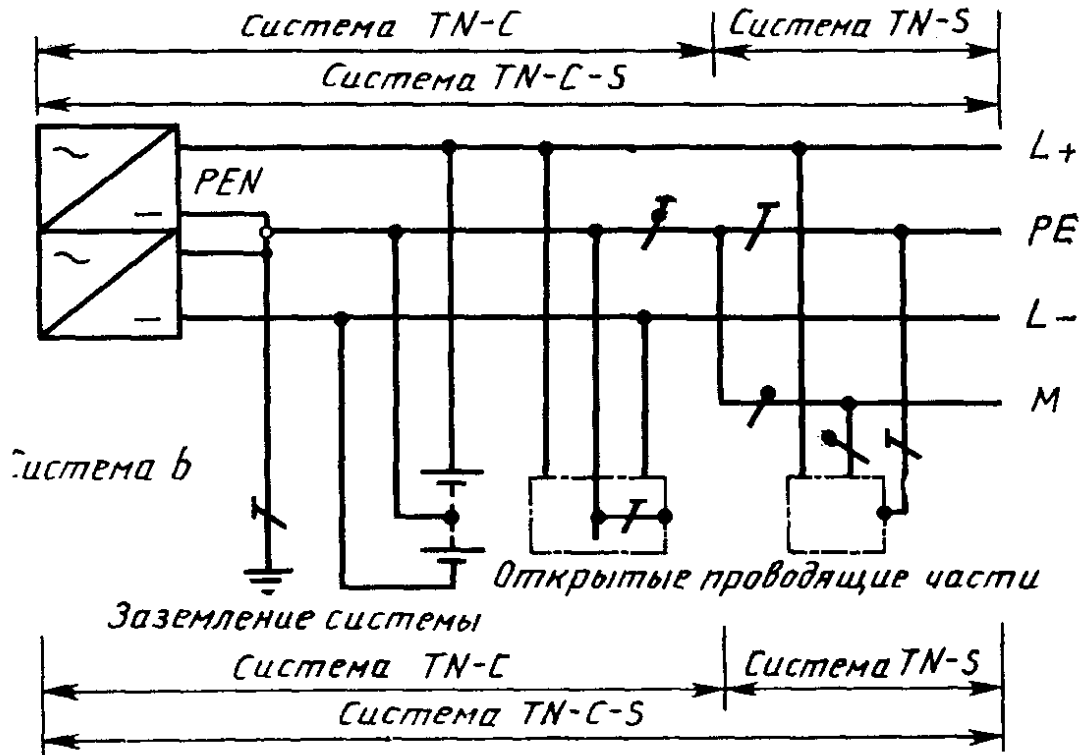 Система TN-C
Система TN-S
Система TN-C-S
L+
PEN
PE
L-
M
Система b
Открытые проводящие части
Заземление системы
Система TN-C
Система TN-S
Система TN-C-S